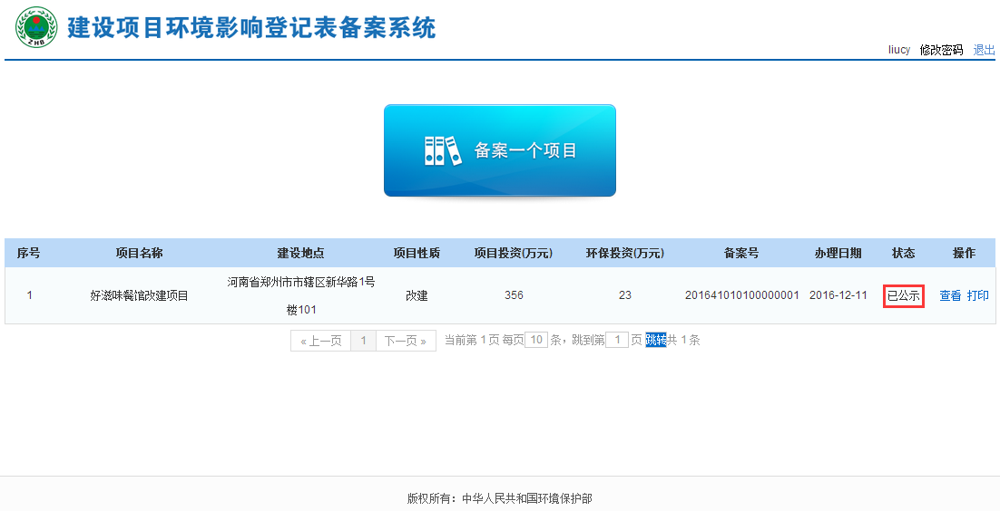 ZHB
建设项目环境影响登记表备案系统
liucy 修改密码 退出
备案一个项目
序号 项目名称 建设地点 项目性质 项目投资(万元) 环保投资(万元) 备案号 办理日期 状态 操作
1 好滋味餐馆改建项目 河南省郑州市市辖区新华路1号 改建 356 23 201641010100000001 2016-12-11 已公示 查看 打印
楼101
« 上一页 1 下一页 » 当前第 1 页 每页 10 条，跳到第 1 页 跳转共 1 条
版权所有：中华人民共和国环境保护部